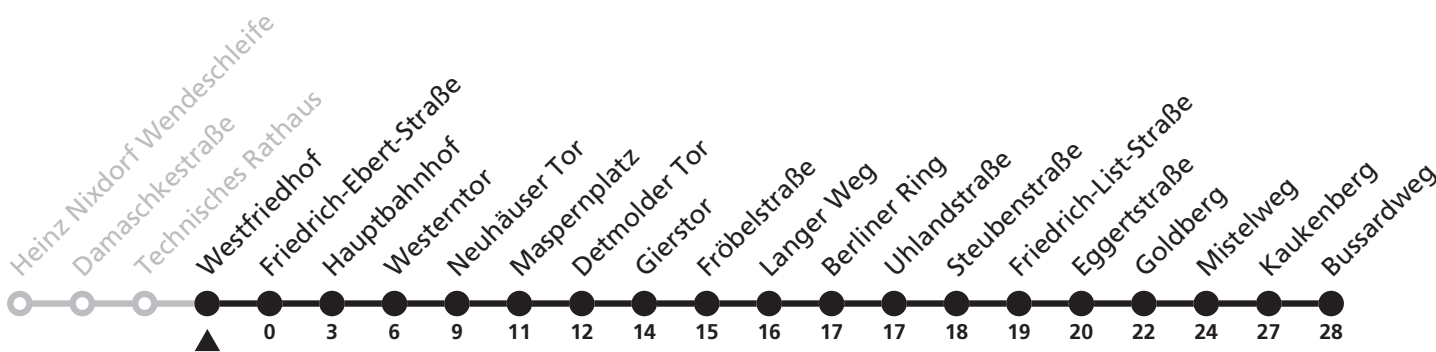 Heinz Nixdorf Wendeschleife
Damaschkestraße
Technisches Rathaus
Westfriedhof
Friedrich-Ebert-Straße
Hauptbahnhof
Westerntor
Neuhäuser Tor
Maspernplatz
Detmolder Tor
Gierstor
Fröbelstraße
Langer Weg
Berliner Ring
Uhlandstraße
Steubenstraße
Friedrich-List-Straße
Eggertstraße
Goldberg
Mistelweg
Kaukenberg
Bussardweg
0 3 6 9 11 12 14 15 16 17 17 18 19 20 22 24 27 28